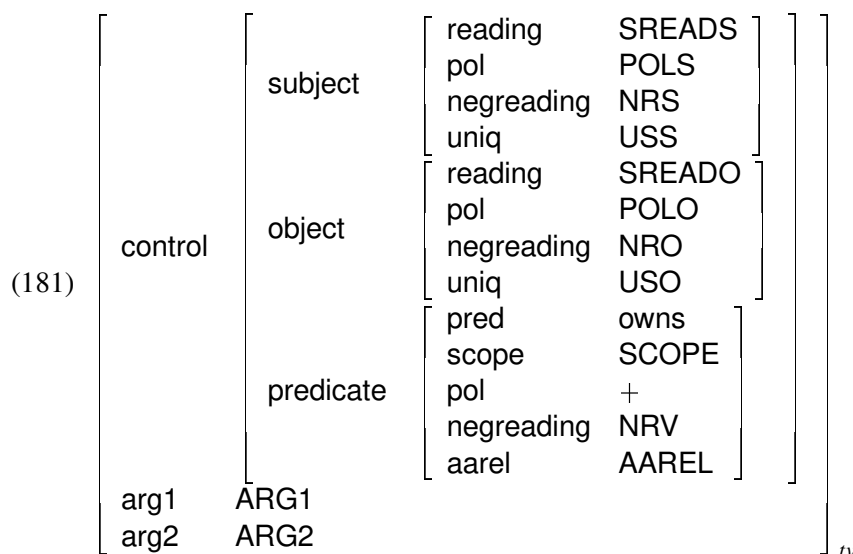 reading SREADS
subject pol POLS
negreading NRS
uniq USS
reading SREADO
object pol POLO
control negreading NRO
(181) uniq USO
pred owns
scope SCOPE
predicate pol +
negreading NRV
aarel AAREL
arg1 ARG1
arg2 ARG2